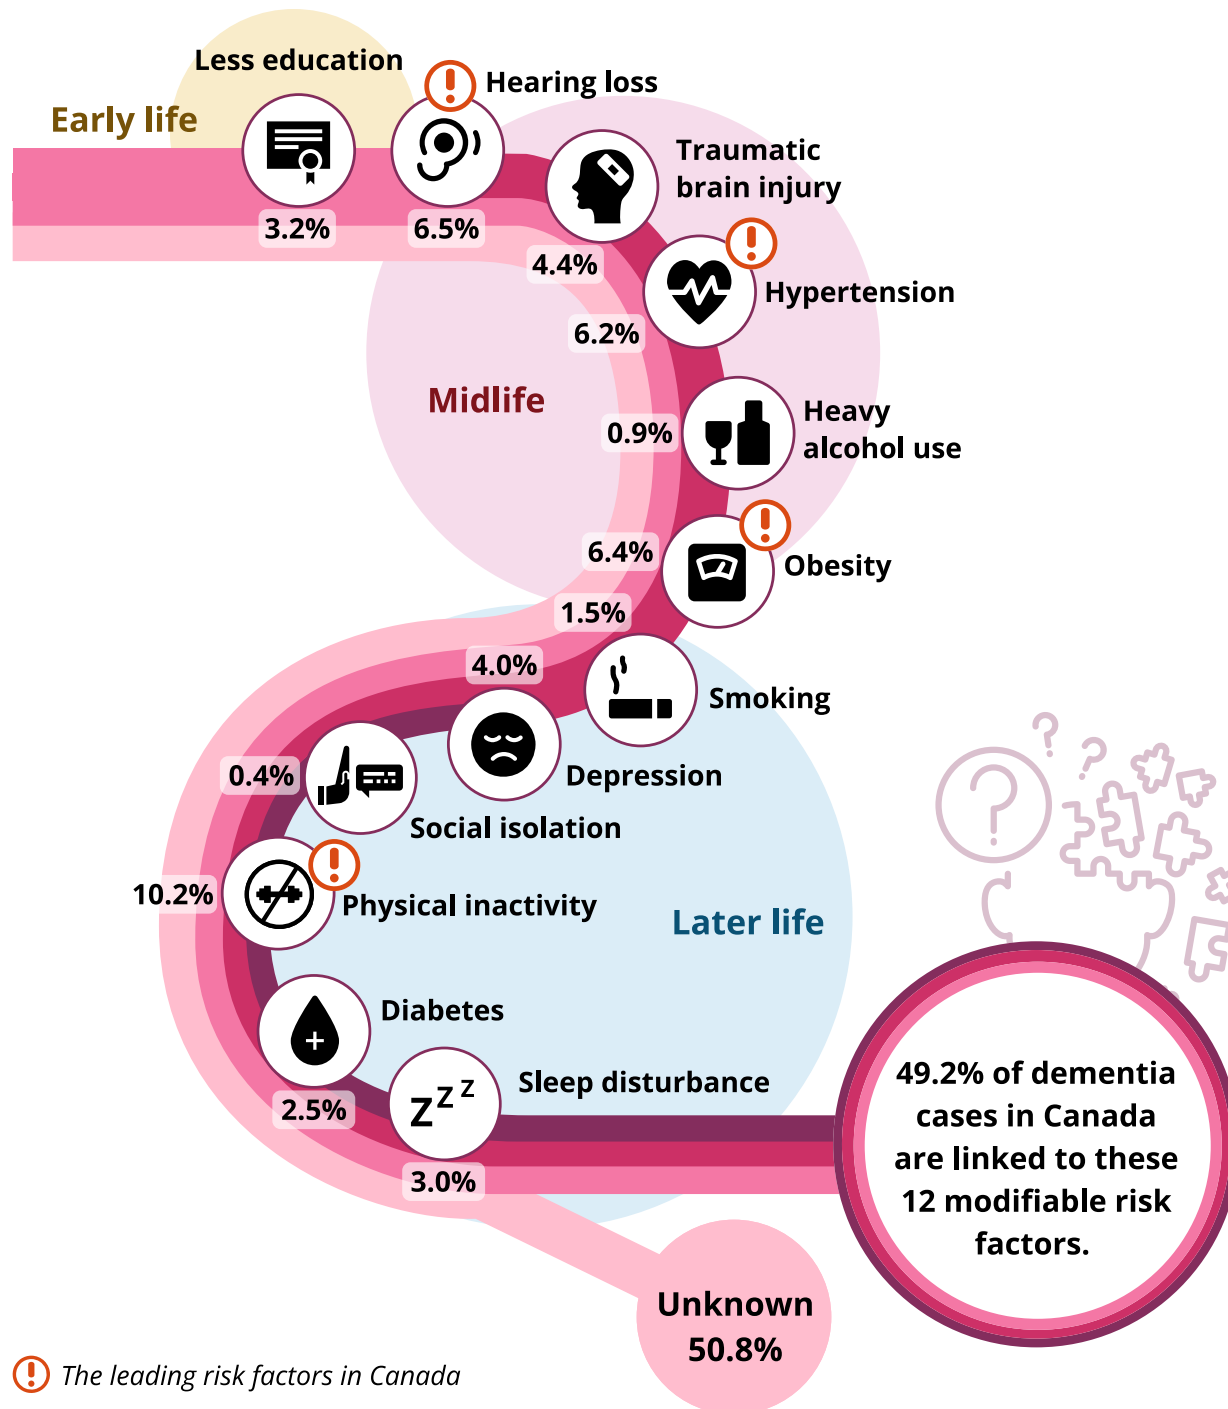 Less education
Hearing loss
Early life
Traumatic
brain injury
3.2%
6.5%
4.4%
Hypertension
6.2%
Midlife
Heavy
alcohol use
0.9%
6.4%
Obesity
1.5%
4.0%
Smoking
Depression
0.4%
Social isolation
10.2%
Physical inactivity
Later life
Diabetes
Sleep disturbance
zzz
2.5%
3.0%
49.2% of dementia
cases in Canada
are linked to these
12 modifiable risk
factors.
Unknown
50.8%
The leading risk factors in Canada